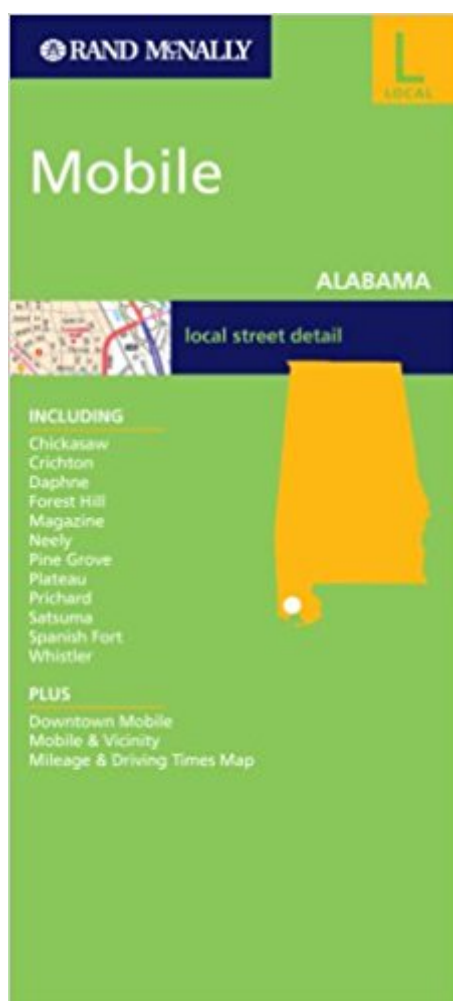 RAND McNALLY
L
LOCAL
Mobile
ALABAMA
local street detail
INCLUDING
Chickasaw
Crichton
Daphne
Forest Hill
Magazine
Neely
Pine Grove
Plateau
Prichard
Satsuma
Spanish Fort
Whistler
PLUS
Downtown Mobile
Mobile & Vicinity
Mileage & Driving Times Map